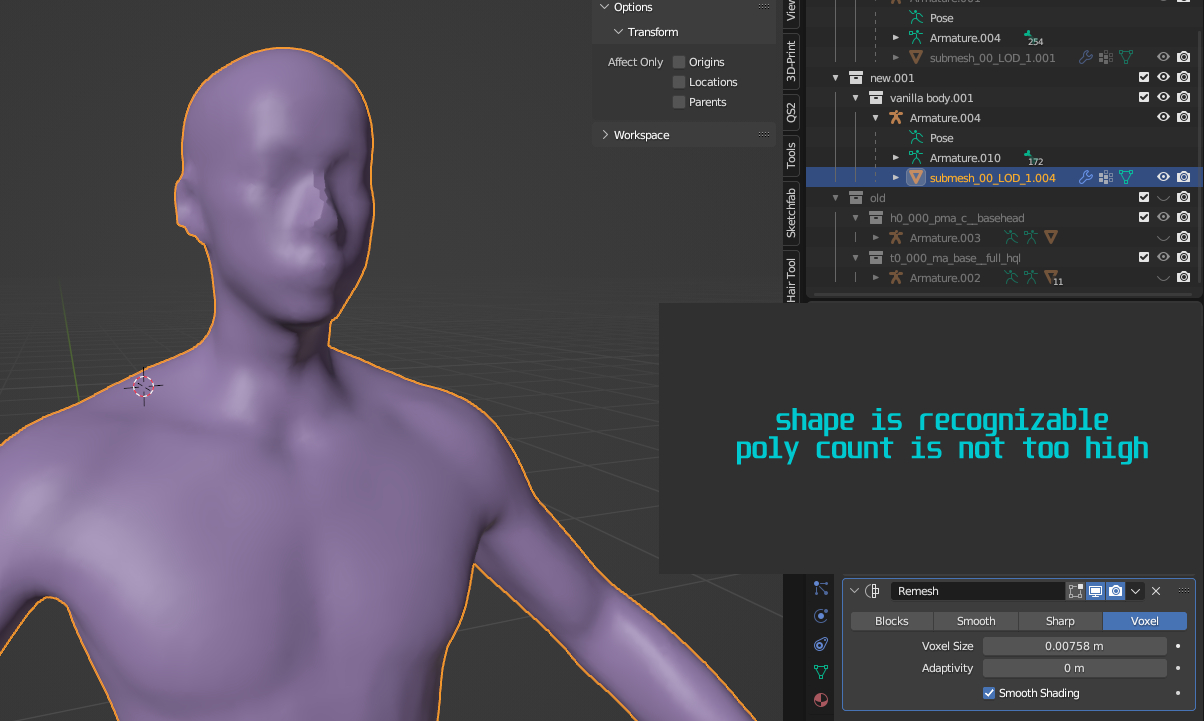 Options
Transform
Affect Only
Origins
Locations
Parents
Workspace
View
3D-Print
QS2
Tools
Sketchfab
Hair Tool
Pose
Armature.004
254
submesh_00_LOD_1.001
new.001
vanilla body.001
Armature.004
Pose
Armature.010
172
submesh_00_LOD_1.004
old
h0_000_pma_c__basehead
Armature.003
t0_000_ma_base__full_hql
Armature.002
11
shape is recognizable
poly count is not too high
Remesh
Blocks Smooth Sharp Voxel
Voxel Size 0.00758 m
Adaptivity 0 m
Smooth Shading